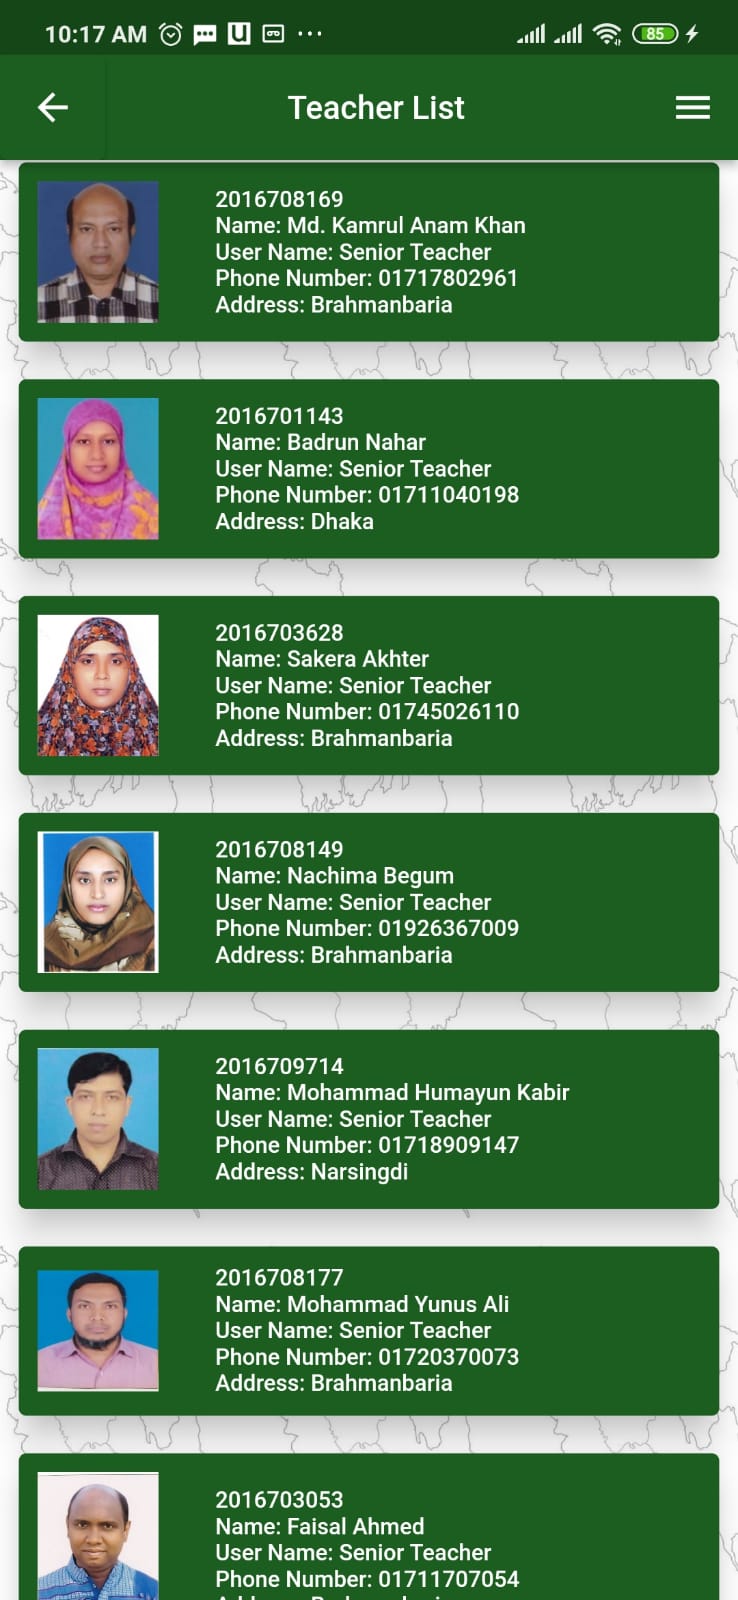 10:17 AM
85
Teacher List
2016708169
Name: Md. Kamrul Anam Khan
User Name: Senior Teacher
Phone Number: 01717802961
Address: Brahmanbaria
2016701143
Name: Badrun Nahar
User Name: Senior Teacher
Phone Number: 01711040198
Address: Dhaka
2016703628
Name: Sakera Akhter
User Name: Senior Teacher
Phone Number: 01745026110
Address: Brahmanbaria
2016708149
Name: Nachima Begum
User Name: Senior Teacher
Phone Number: 01926367009
Address: Brahmanbaria
2016709714
Name: Mohammad Humayun Kabir
User Name: Senior Teacher
Phone Number: 01718909147
Address: Narsingdi
2016708177
Name: Mohammad Yunus Ali
User Name: Senior Teacher
Phone Number: 01720370073
Address: Brahmanbaria
2016703053
Name: Faisal Ahmed
User Name: Senior Teacher
Phone Number: 01711707054